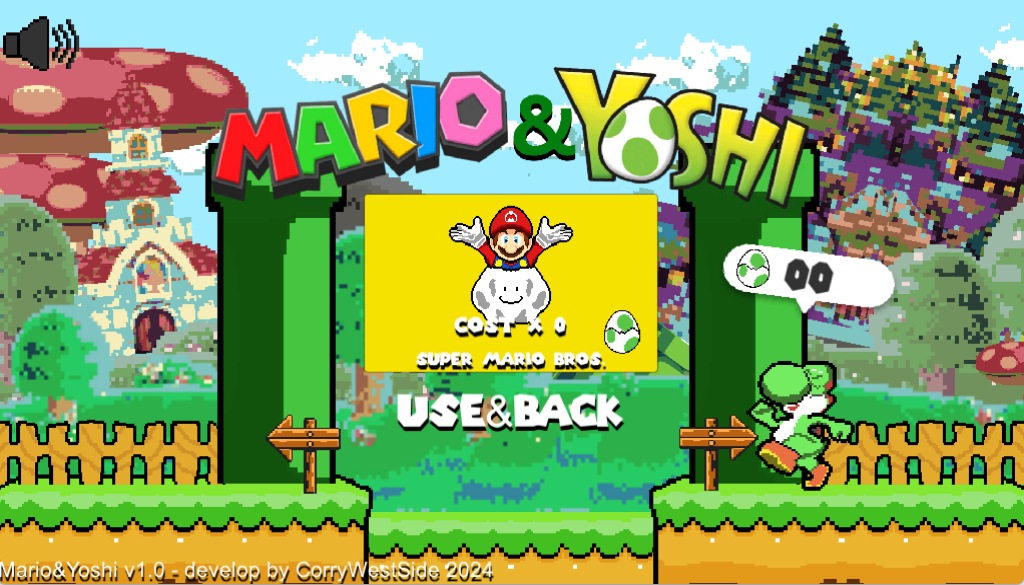 MARIO & YOSHI
00
COST X 0
SUPER MARIO BROS.
USE&BACK
Mario&Yoshi v1.0 - develop by CorryWestSide 2024